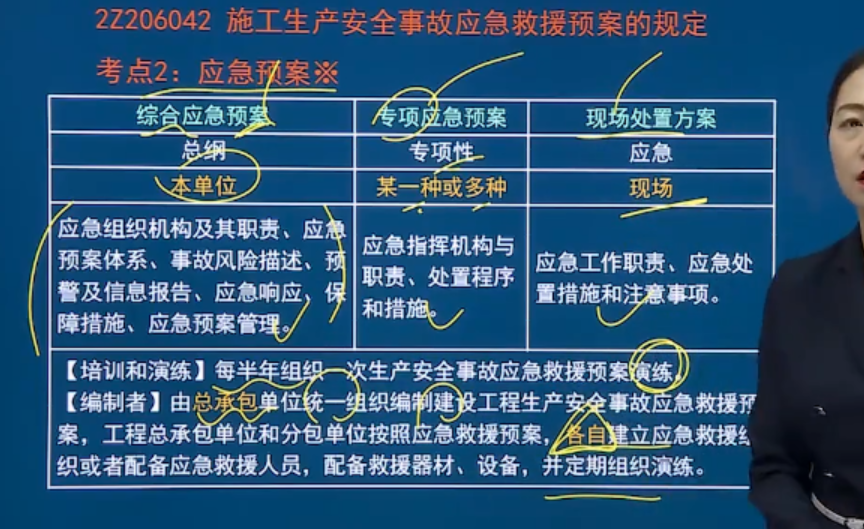 2Z206042 施工生产安全事故应急救援预案的规定
考点2：应急预案※
综合应急预案 专项应急预案 现场处置方案
总纲 专项性 应急
本单位 某一种或多种 现场
应急组织机构及其职责、应急
预案体系、事故风险描述、预
警及信息报告、应急响应、保
障措施、应急预案管理。
应急指挥机构与
职责、处置程序
和措施。
应急工作职责、应急处
置措施和注意事项。
【培训和演练】每半年组织一次生产安全事故应急救援预案演练。
【编制者】由总承包单位统一组织编制建设工程生产安全事故应急救援预
案，工程总承包单位和分包单位按照应急救援预案，各自建立应急救援组
织或者配备应急救援人员，配备救援器材、设备，并定期组织演练。